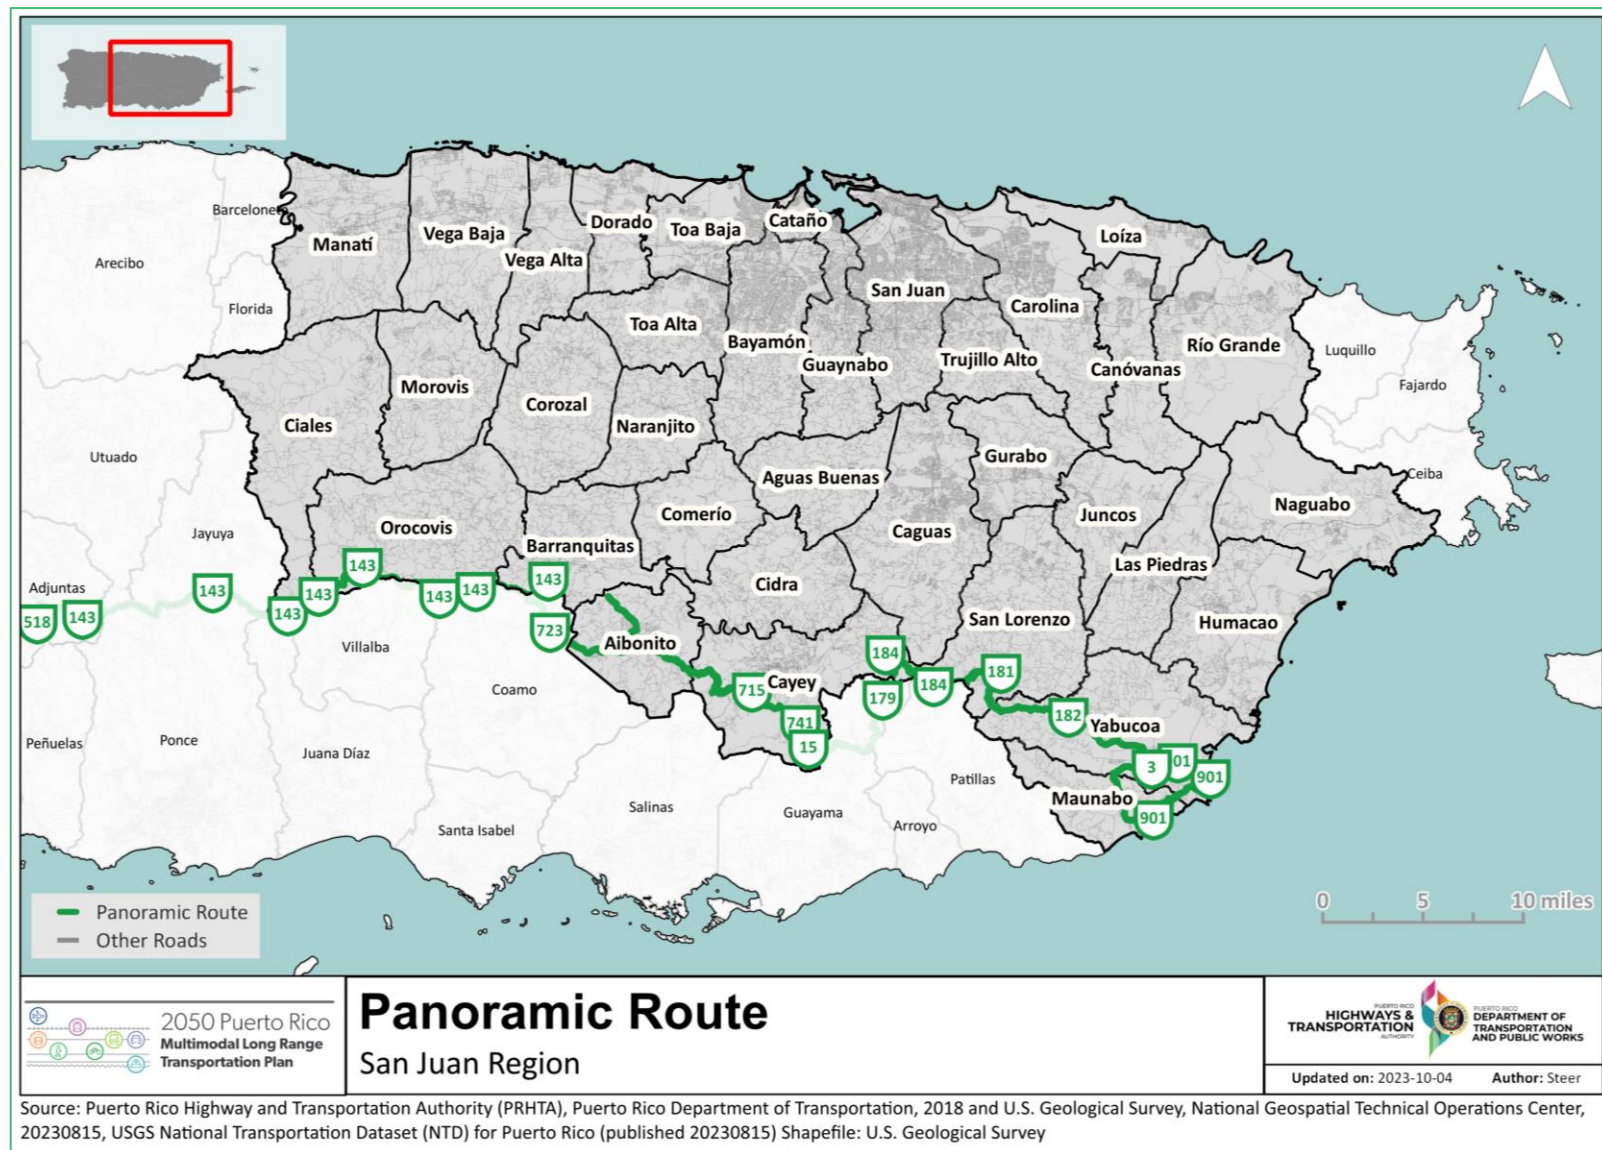 Barceloneta
Manatí
Vega Baja
Vega Alta
Dorado
Toa Baja
Cataño
Loíza
Arecibo
Florida
San Juan
Carolina
Toa Alta
Bayamón
Guaynabo
Trujillo Alto
Canóvanas
Río Grande
Luquillo
Fajardo
Morovis
Corozal
Naranjito
Ciales
Utuado
Gurabo
Aguas Buenas
Ceiba
Naguabo
Juncos
Comerío
Caguas
Orocovis
Jayuya
Barranquitas
Las Piedras
Cidra
Adjuntas
143
143
143
143
143
143
143
143
518
San Lorenzo
Humacao
723
Aibonito
Villalba
184
181
Coamo
715
Cayey
179
184
182
Yabucoa
741
15
Peñuelas
Ponce
Juana Díaz
3
01
901
Patillas
Maunabo
901
Salinas
Guayama
Arroyo
Santa Isabel
Panoramic Route
Other Roads
0 5 10 miles
2050 Puerto Rico
Multimodal Long Range
Transportation Plan
Panoramic Route
San Juan Region
PUERTO RICO
HIGHWAYS &
TRANSPORTATION
AUTHORITY
PUERTO RICO
DEPARTMENT OF
TRANSPORTATION
AND PUBLIC WORKS
Updated on: 2023-10-04 Author: Steer
Source: Puerto Rico Highway and Transportation Authority (PRHTA), Puerto Rico Department of Transportation, 2018 and U.S. Geological Survey, National Geospatial Technical Operations Center,
20230815, USGS National Transportation Dataset (NTD) for Puerto Rico (published 20230815) Shapefile: U.S. Geological Survey